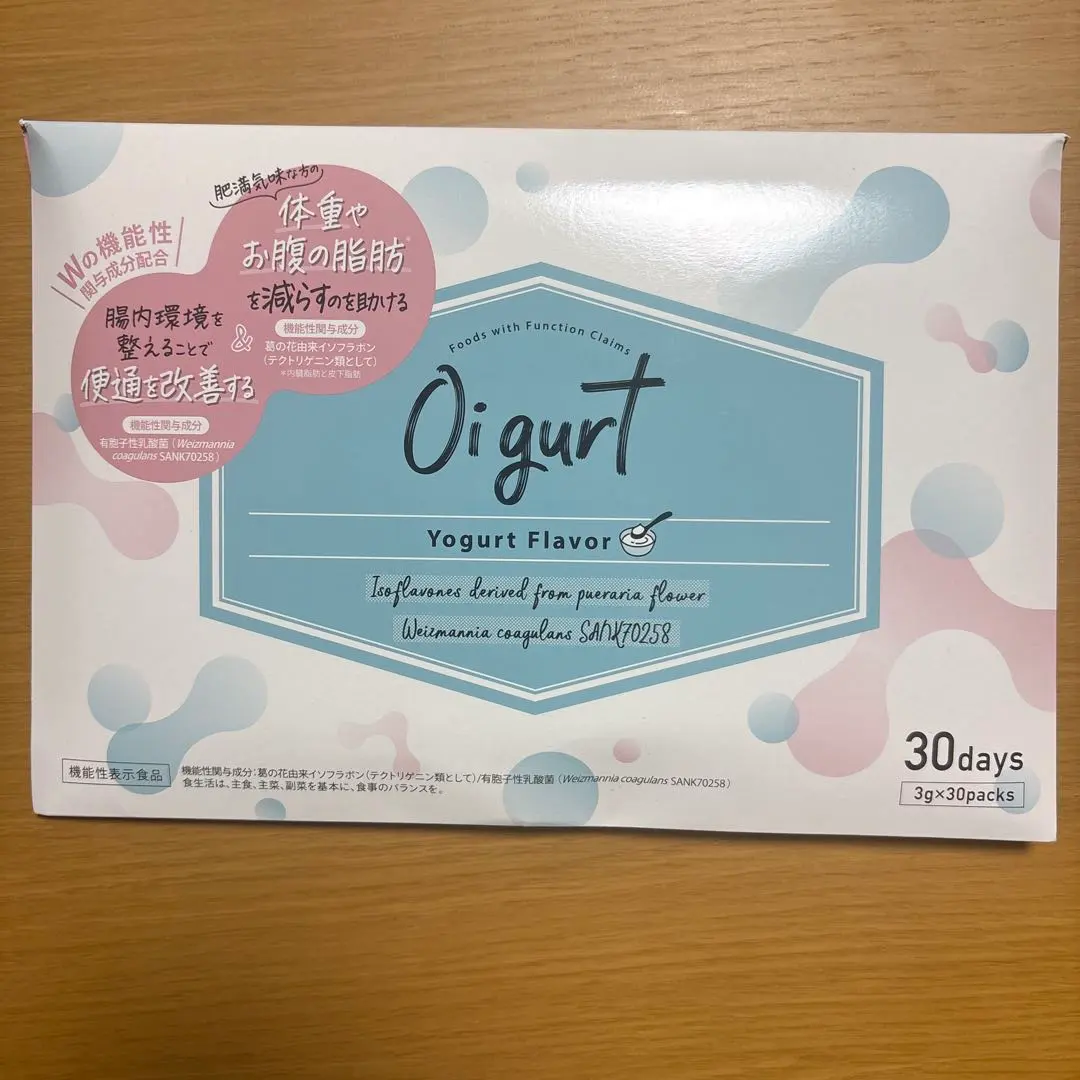 肥満気味な方の
体重や
お腹の脂肪*
を減らすのを助ける
機能性関与成分
葛の花由来イソフラボン
(テクトリゲニン類として)
*内臓脂肪と皮下脂肪
Wの機能性
関与成分配合
&
腸内環境を
整えることで
便通を改善する
機能性関与成分
有胞子性乳酸菌(Weizmannia
coagulans SANK70258)
Foods with Function Claims
Oigurt
Yogurt Flavor
Isoflavones derived from pueraria flower
Weizmannia coagulans SANK70258
30days
3g×30packs
機能性表示食品
機能性関与成分:葛の花由来イソフラボン(テクトリゲニン類として)/有胞子性乳酸菌(Weizmannia coagulans SANK70258)
食生活は、主食、主菜、副菜を基本に、食事のバランスを。